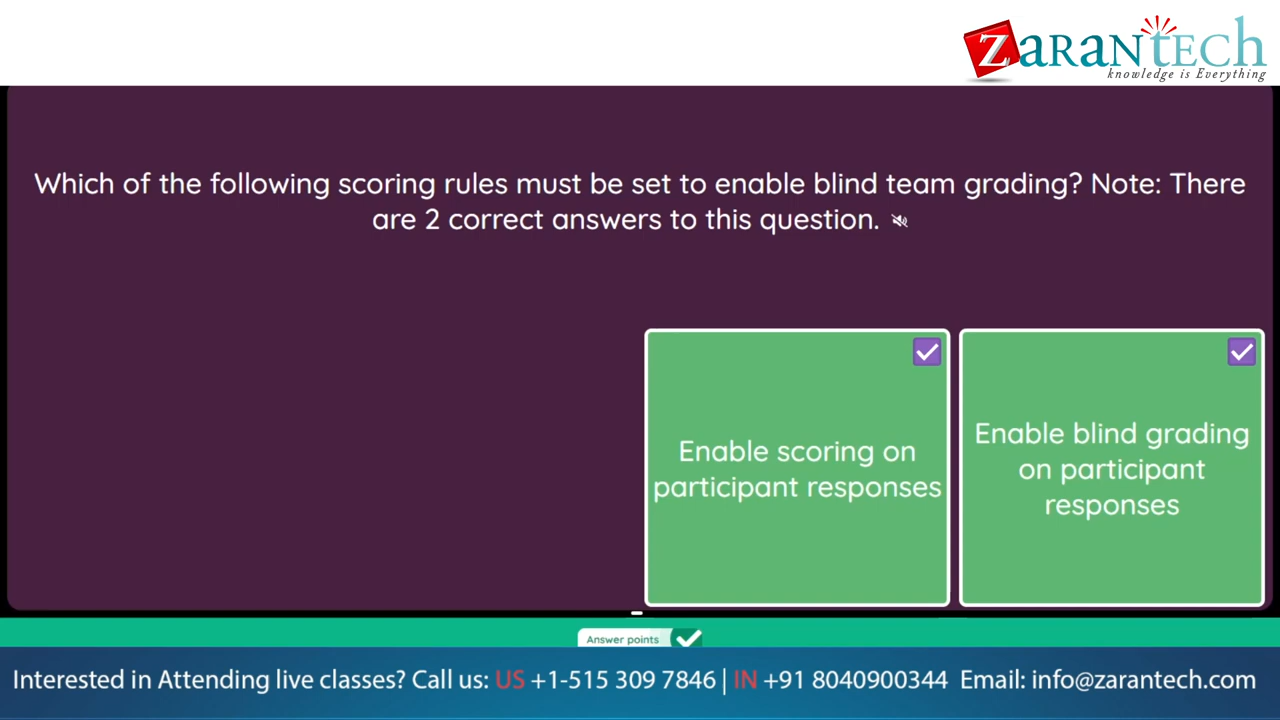 ZARANTECH
knowledge is Everything
Which of the following scoring rules must be set to enable blind team grading? Note: There
are 2 correct answers to this question.
Enable scoring on
participant responses
Enable blind grading
on participant
responses
Answer points
Interested in Attending live classes? Call us: US +1-515 309 7846 | IN +91 8040900344 Email: info@zarantech.com